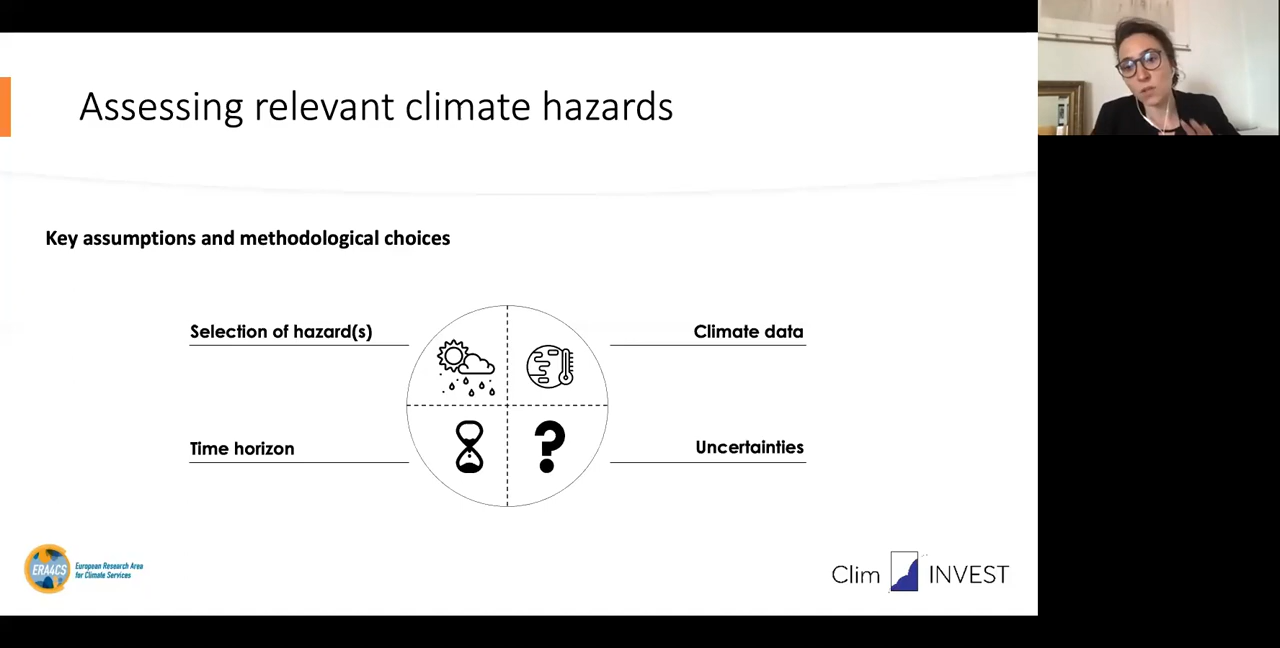 Assessing relevant climate hazards
Key assumptions and methodological choices
Selection of hazard(s)
Climate data
?
Time horizon
Uncertainties
ERA4CS
European Research Area
for Climate Services
Clim INVEST